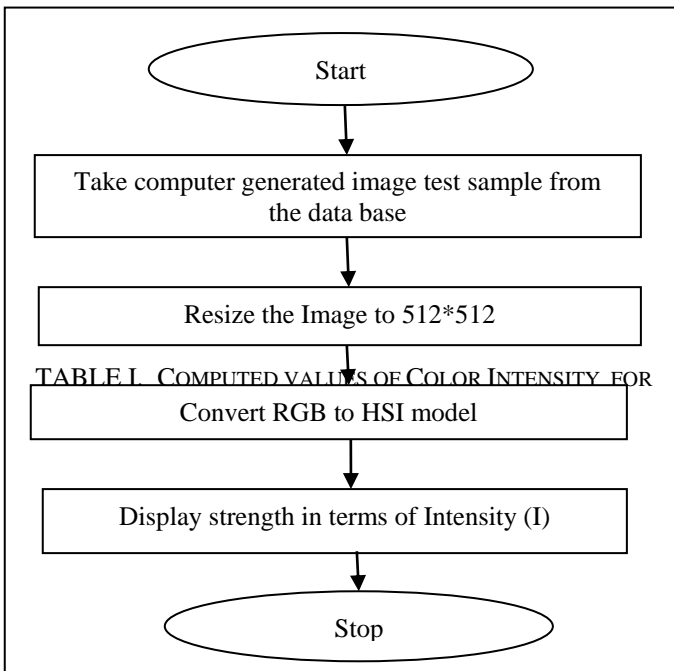 Start
Take computer generated image test sample from
the data base
Resize the Image to 512*512
TABLE I. COMPUTED VALUES OF COLOR INTENSITY FOR
Convert RGB to HSI model
Display strength in terms of Intensity (I)
Stop